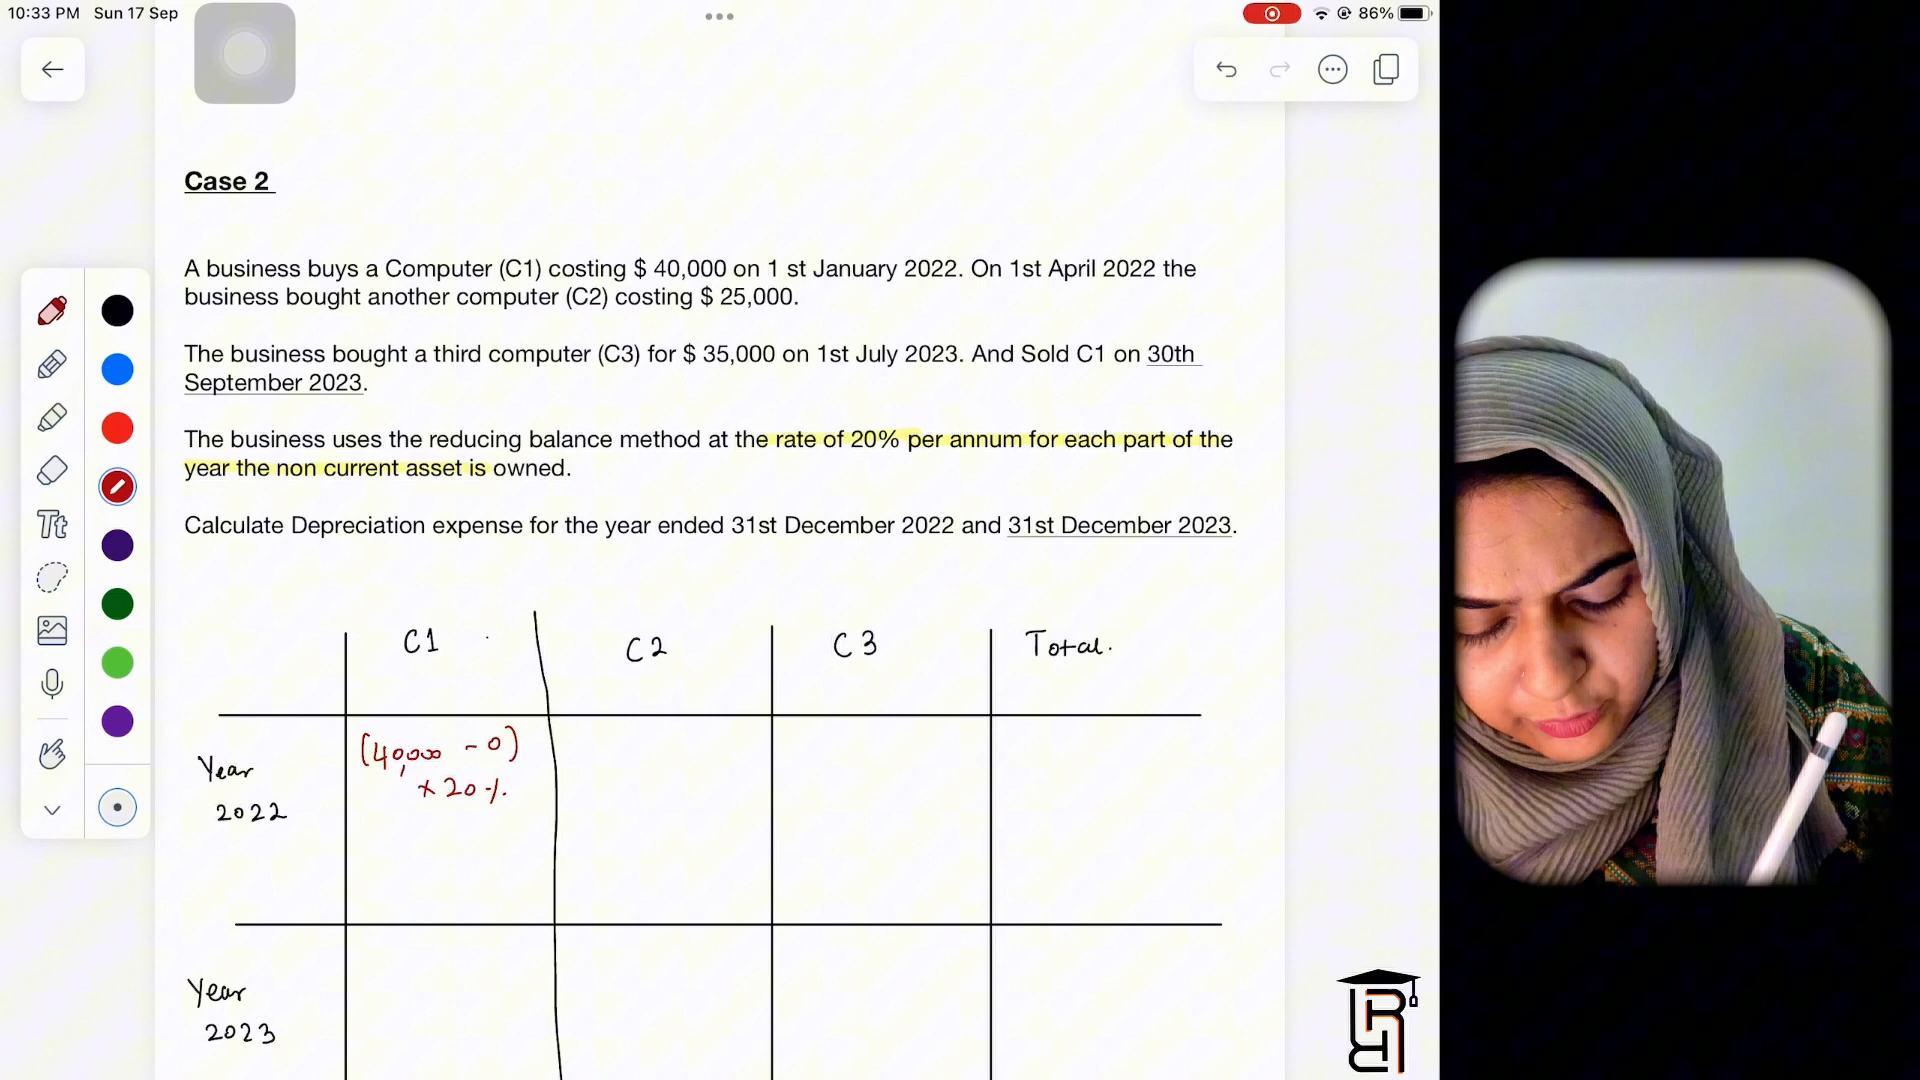 10:33 PM Sun 17 Sep
86%
Case 2
A business buys a Computer (C1) costing $ 40,000 on 1 st January 2022. On 1st April 2022 the
business bought another computer (C2) costing $ 25,000.
The business bought a third computer (C3) for $ 35,000 on 1st July 2023. And Sold C1 on 30th
September 2023.
The business uses the reducing balance method at the rate of 20% per annum for each part of the
year the non current asset is owned.
Calculate Depreciation expense for the year ended 31st December 2022 and 31st December 2023.
Tt
C1 C2 C3 Total.
Year
2022
(40,000 - 0)
x 20%
Year
2023